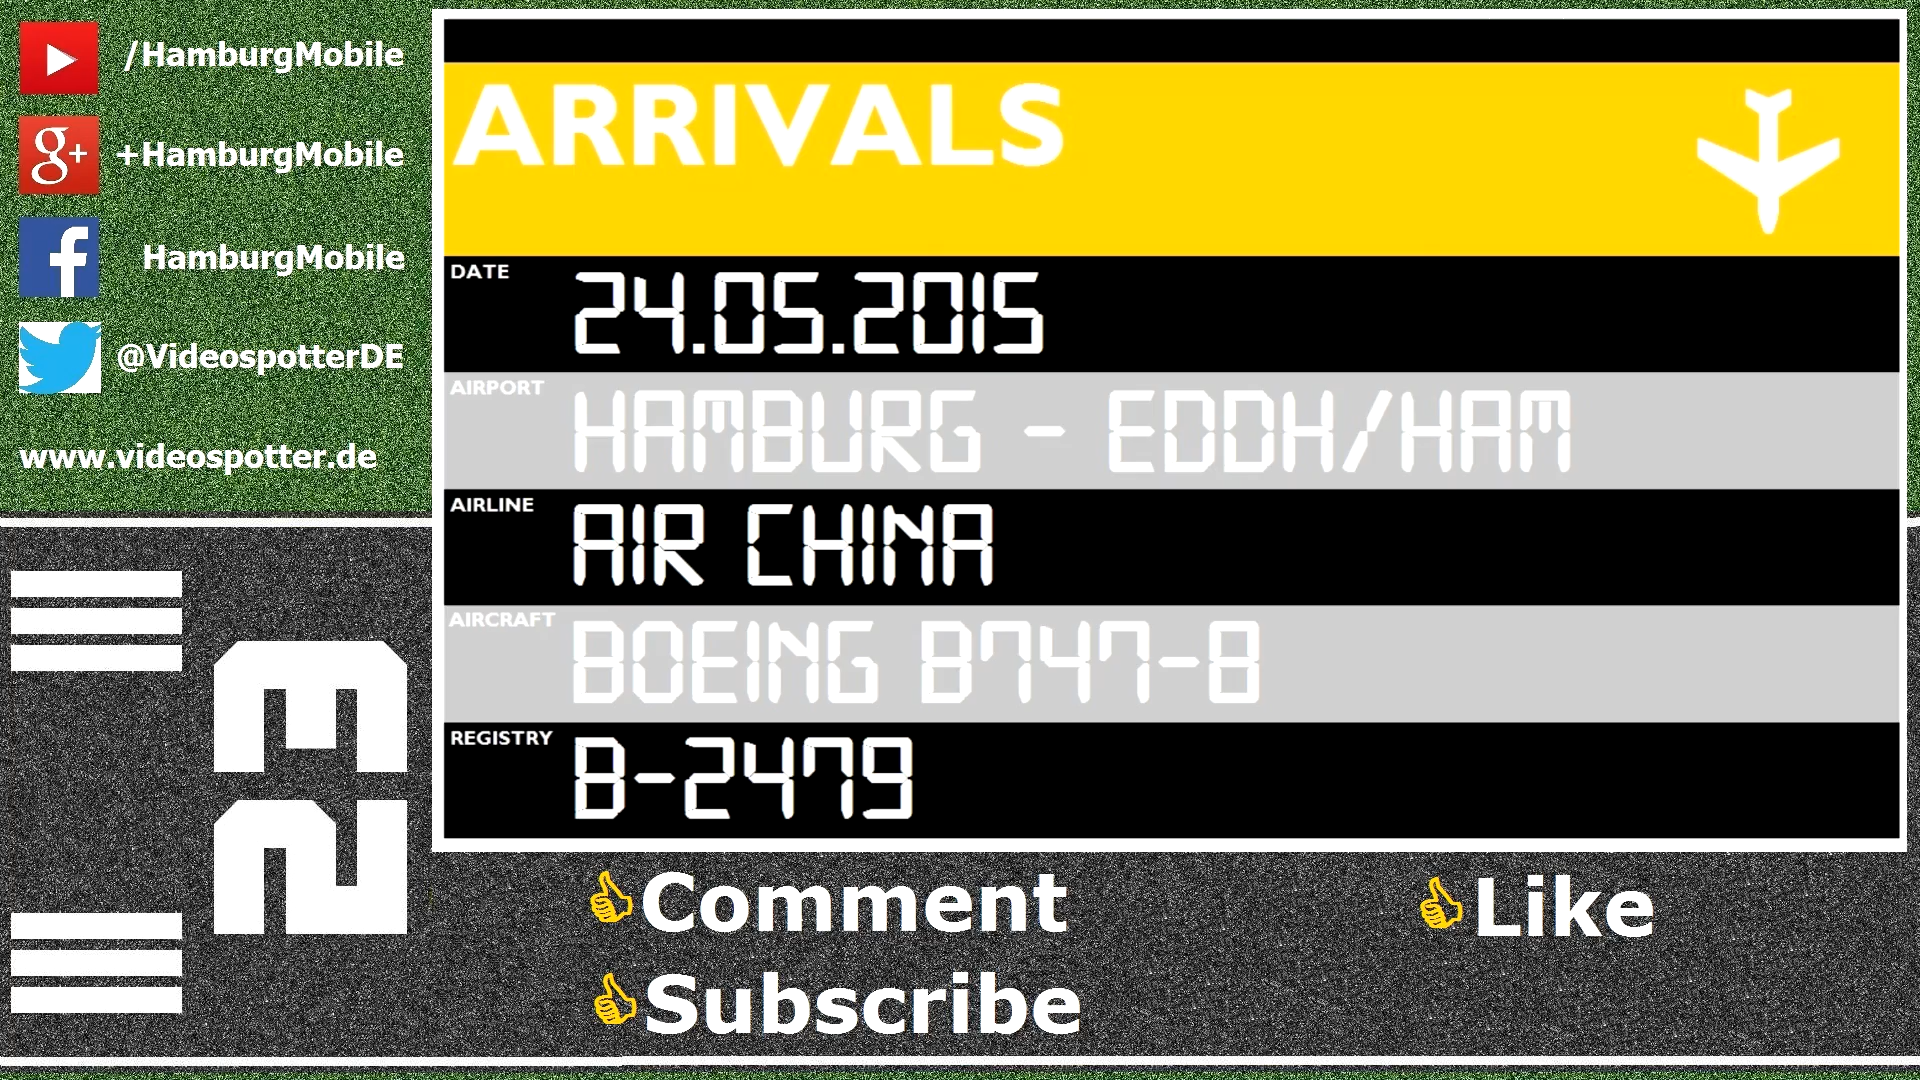 /HamburgMobile
g+ +HamburgMobile
f HamburgMobile
@VideospotterDE
www.videospotter.de
32
ARRIVALS
DATE 24.05.2015
AIRPORT HAMBURG - EDDH/HAM
AIRLINE AIR CHINA
AIRCRAFT BOEING B747-8
REGISTRY B-2479
Comment
Like
Subscribe